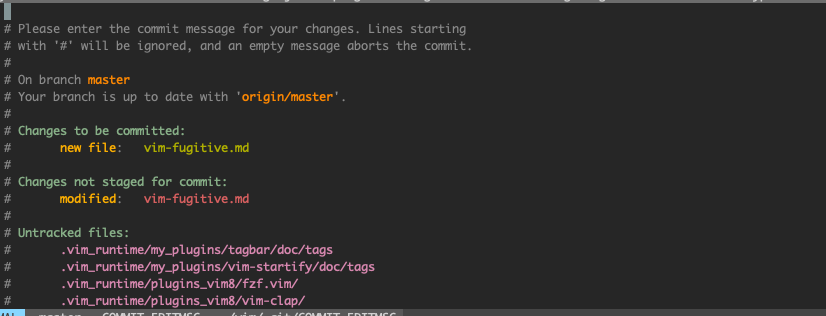 # Please enter the commit message for your changes. Lines starting
# with '#' will be ignored, and an empty message aborts the commit.
#
# On branch master
# Your branch is up to date with 'origin/master'.
#
# Changes to be committed:
#       new file:   vim-fugitive.md
#
# Changes not staged for commit:
#       modified:   vim-fugitive.md
#
# Untracked files:
#       .vim_runtime/my_plugins/tagbar/doc/tags
#       .vim_runtime/my_plugins/vim-startify/doc/tags
#       .vim_runtime/plugins_vim8/fzf.vim/
#       .vim_runtime/plugins_vim8/vim-clap/